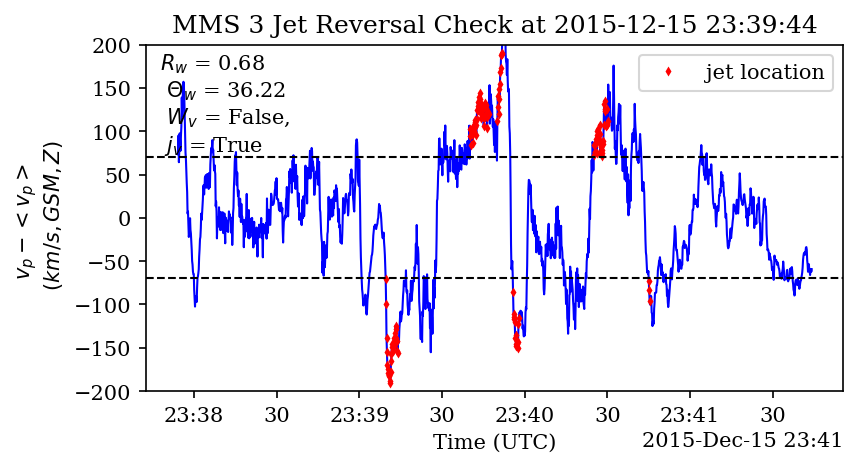 MMS 3 Jet Reversal Check at 2015-12-15 23:39:44
R_w = 0.68
Θ_w = 36.22
W_v = False,
j_v = True
jet location
200
150
100
50
0
−50
−100
−150
−200
v_p − <v_p>
(km/s, GSM, Z)
23:38 30 23:39 30 23:40 30 23:41 30
Time (UTC)
2015-Dec-15 23:41